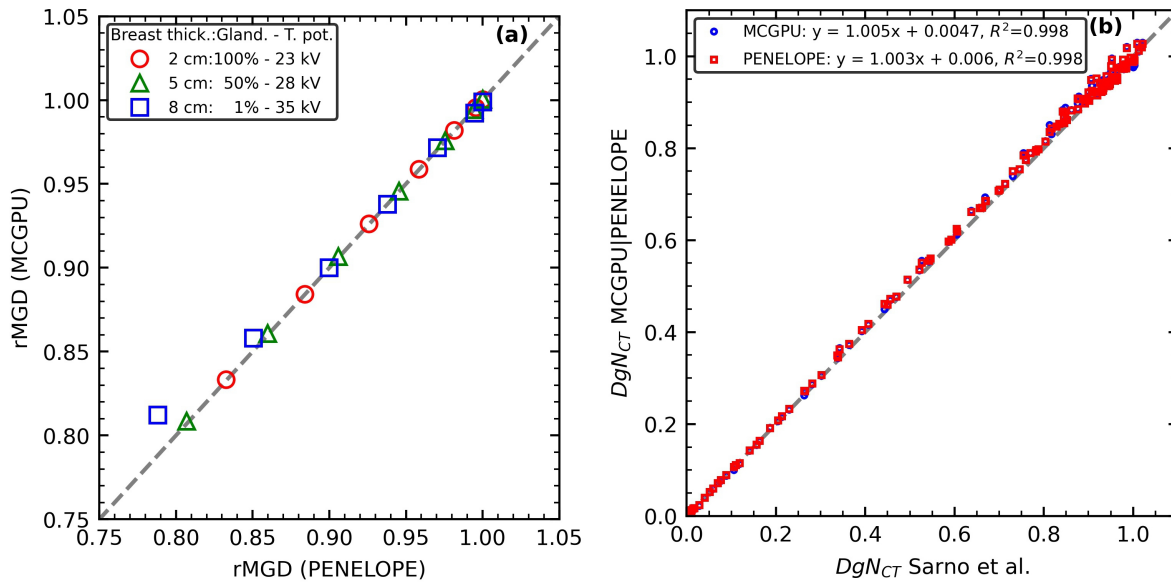 Breast thick.:Gland. - T. pot.
2 cm:100% - 23 kV
5 cm: 50% - 28 kV
8 cm: 1% - 35 kV
(a)
1.00
0.95
0.90
0.85
0.80
0.75
0.75 0.80 0.85 0.90 0.95 1.00 1.05
rMGD (MCGPU)
rMGD (PENELOPE)
MCGPU: y = 1.005x + 0.0047, R²=0.998
PENELOPE: y = 1.003x + 0.006, R²=0.998
(b)
1.0
0.8
0.6
0.4
0.2
0.0
0.0 0.2 0.4 0.6 0.8 1.0
DgN_CT MCGPU|PENELOPE
DgN_CT Sarno et al.